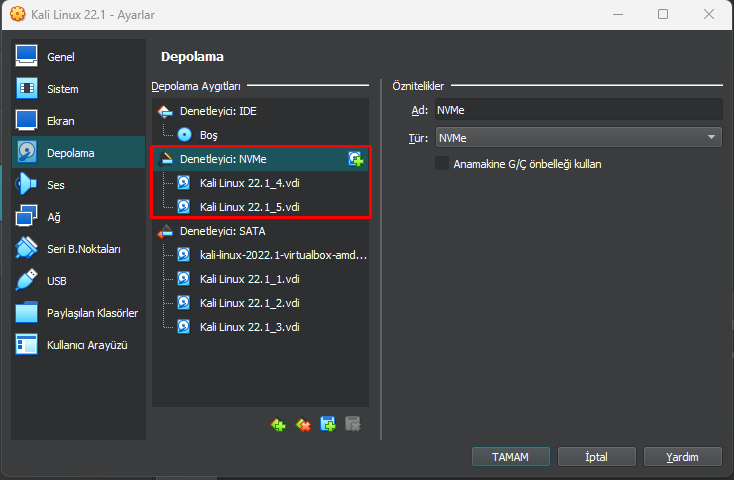 Kali Linux 22.1 - Ayarlar
Genel
Sistem
Ekran
Depolama
Ses
Ağ
Seri B.Noktaları
USB
Paylaşılan Klasörler
Kullanıcı Arayüzü
Depolama
Depolama Aygıtları
Denetleyici: IDE
Boş
Denetleyici: NVMe
Kali Linux 22.1_4.vdi
Kali Linux 22.1_5.vdi
Denetleyici: SATA
kali-linux-2022.1-virtualbox-amd...
Kali Linux 22.1_1.vdi
Kali Linux 22.1_2.vdi
Kali Linux 22.1_3.vdi
Öznitelikler
Ad: NVMe
Tür: NVMe
Anamakine G/Ç önbelleği kullan
TAMAM İptal Yardım